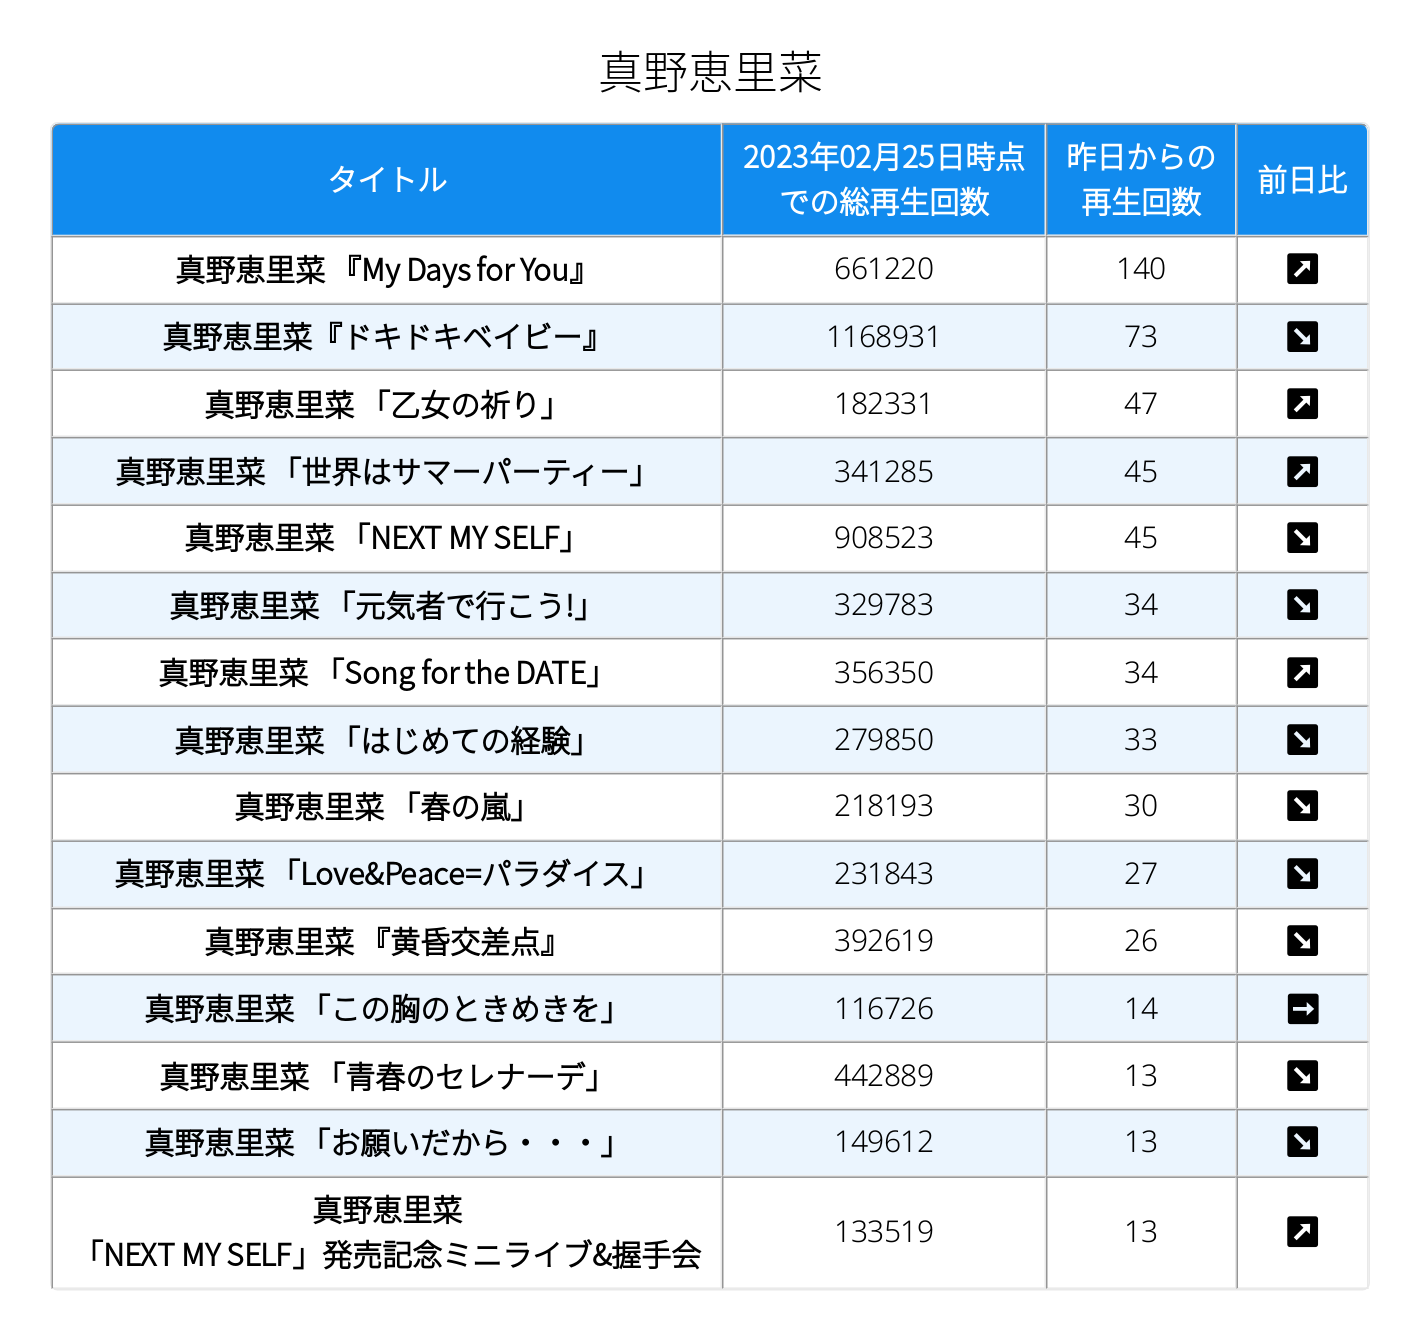 真野恵里菜
タイトル
2023年02月25日時点
での総再生回数
昨日からの
再生回数
前日比
真野恵里菜 『My Days for You』 661220 140 ↗
真野恵里菜『ドキドキベイビー』 1168931 73 ↘
真野恵里菜 「乙女の祈り」 182331 47 ↗
真野恵里菜 「世界はサマーパーティー」 341285 45 ↗
真野恵里菜 「NEXT MY SELF」 908523 45 ↘
真野恵里菜 「元気者で行こう!」 329783 34 ↘
真野恵里菜 「Song for the DATE」 356350 34 ↗
真野恵里菜 「はじめての経験」 279850 33 ↘
真野恵里菜 「春の嵐」 218193 30 ↘
真野恵里菜 「Love&Peace=パラダイス」 231843 27 ↘
真野恵里菜 『黄昏交差点』 392619 26 ↘
真野恵里菜 「この胸のときめきを」 116726 14 →
真野恵里菜 「青春のセレナーデ」 442889 13 ↘
真野恵里菜 「お願いだから・・・」 149612 13 ↘
真野恵里菜
「NEXT MY SELF」発売記念ミニライブ&握手会 133519 13 ↗